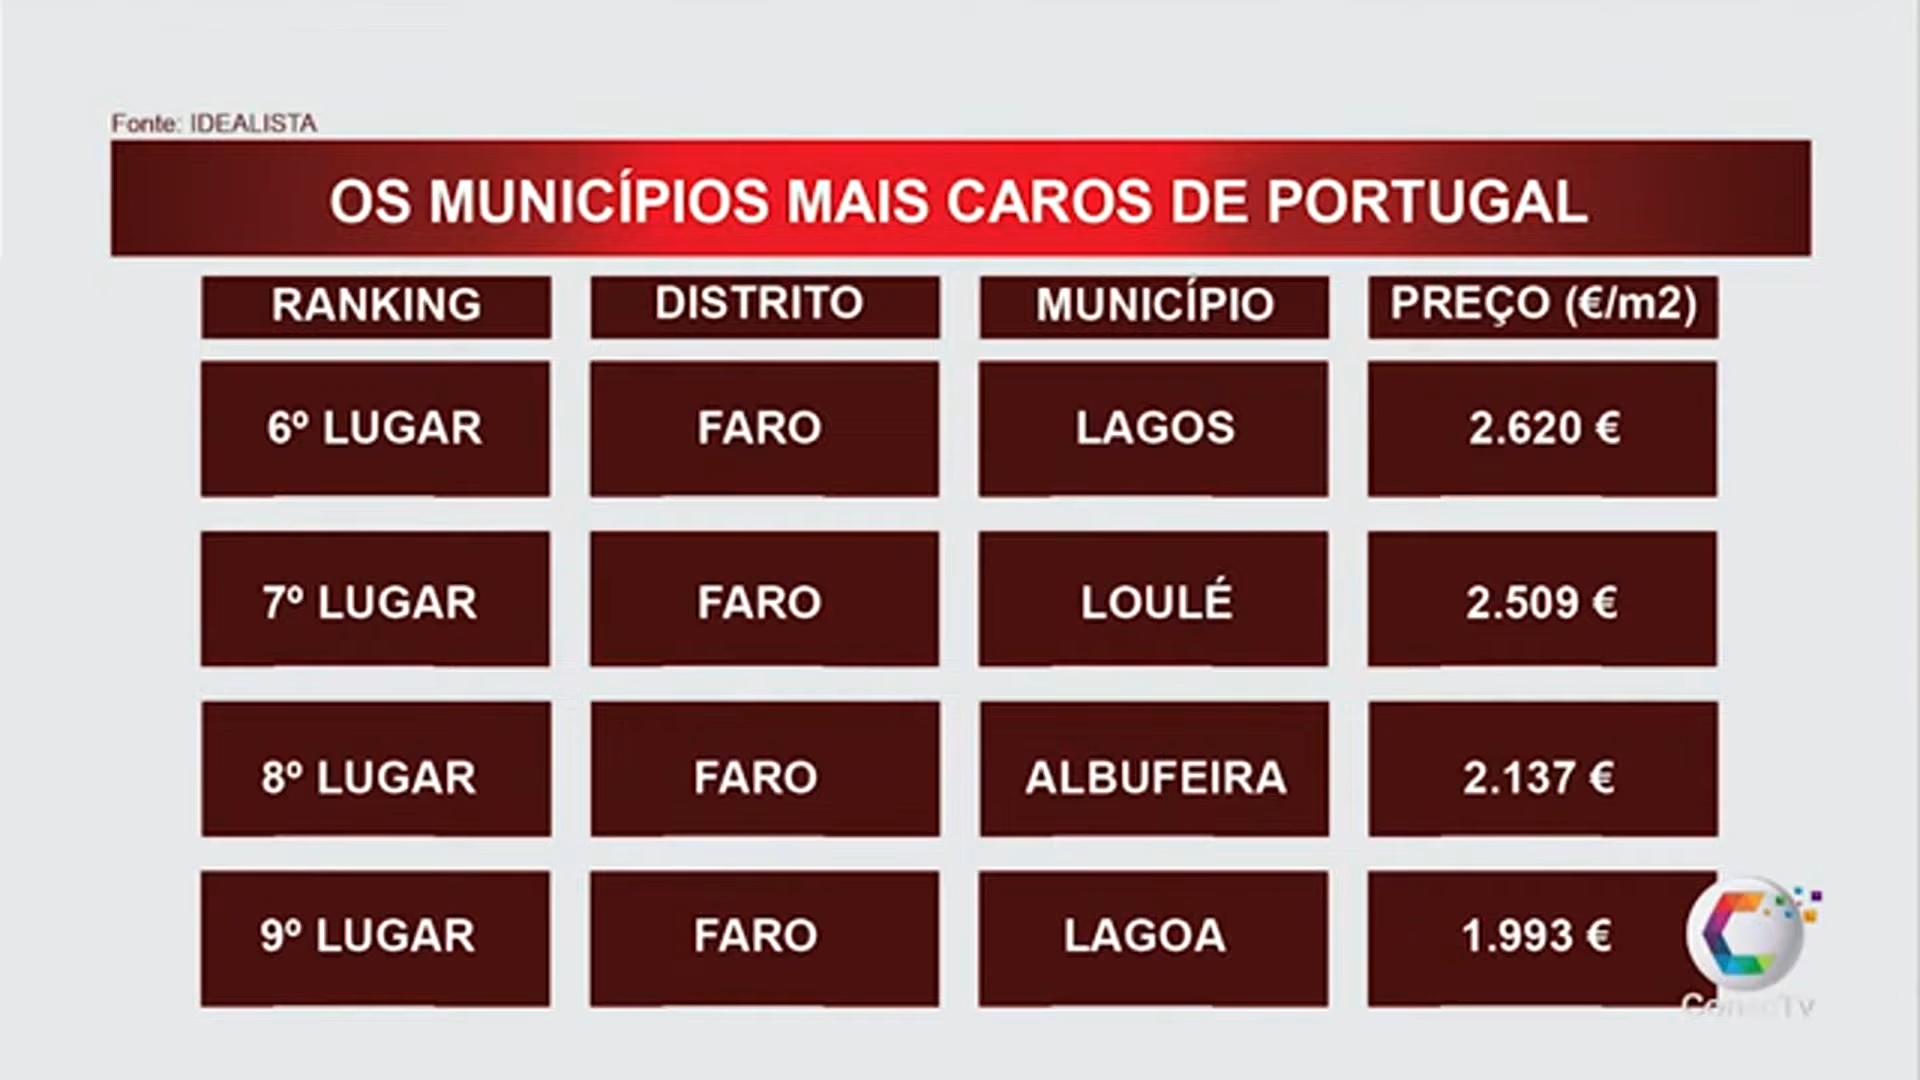 Fonte: IDEALISTA
OS MUNICÍPIOS MAIS CAROS DE PORTUGAL
RANKING DISTRITO MUNICÍPIO PREÇO (€/m2)
6º LUGAR FARO LAGOS 2.620 €
7º LUGAR FARO LOULÉ 2.509 €
8º LUGAR FARO ALBUFEIRA 2.137 €
9º LUGAR FARO LAGOA 1.993 €